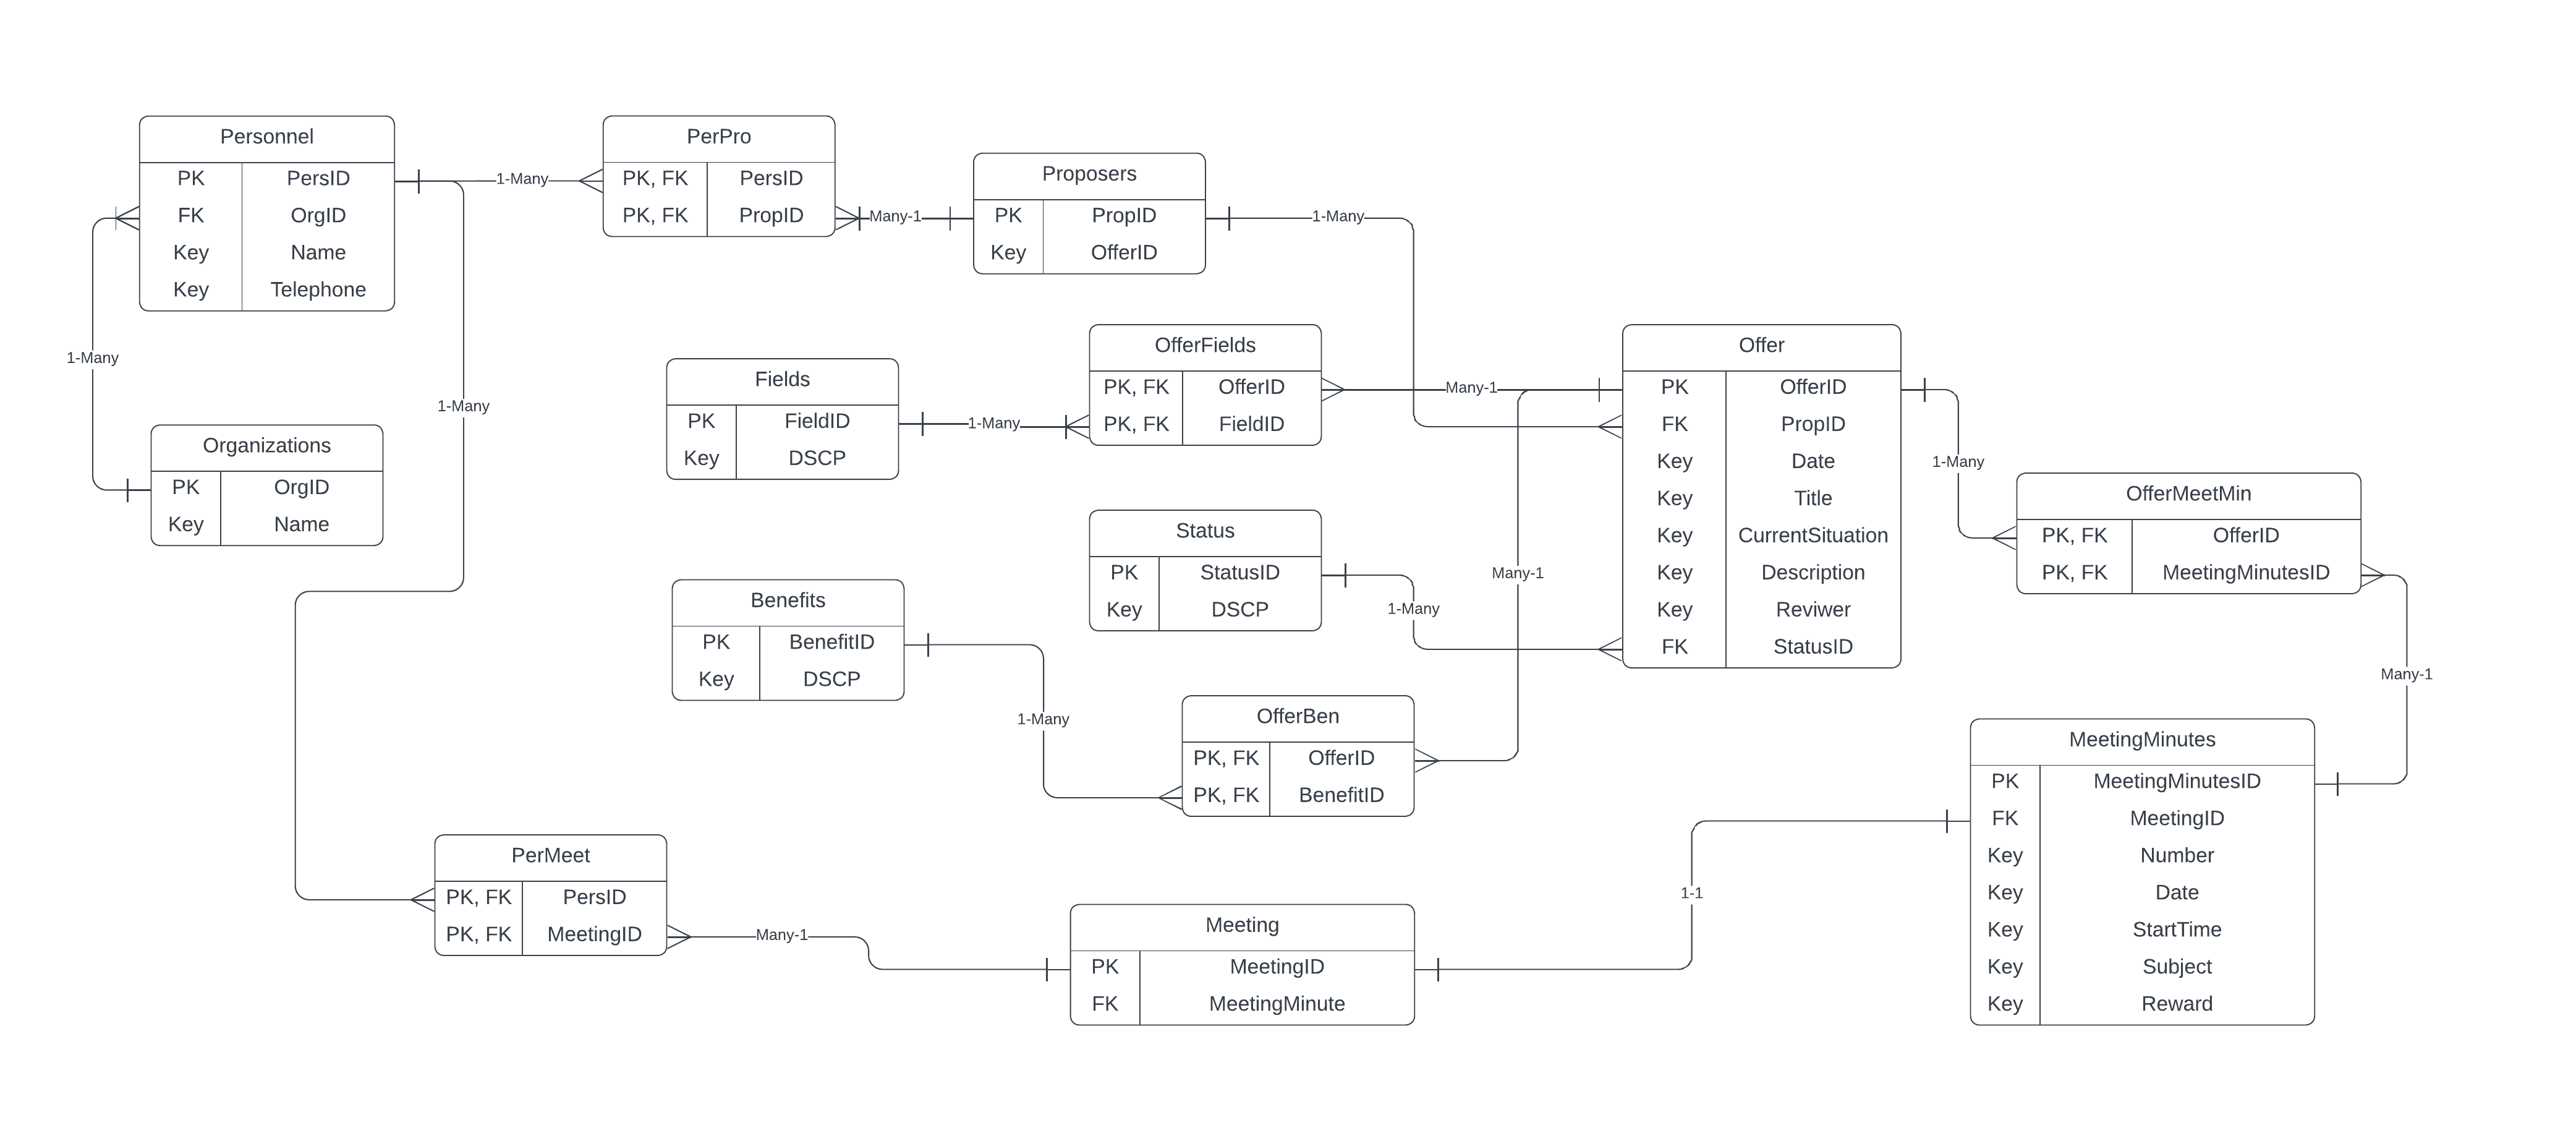 Personnel
PK PersID
FK OrgID
Key Name
Key Telephone
1-Many
PerPro
PK, FK PersID
PK, FK PropID
Many-1
Proposers
PK PropID
Key OfferID
1-Many
1-Many
1-Many
Organizations
PK OrgID
Key Name
Fields
PK FieldID
Key DSCP
1-Many
OfferFields
PK, FK OfferID
PK, FK FieldID
Many-1
Offer
PK OfferID
FK PropID
Key Date
Key Title
Key CurrentSituation
Key Description
Key Reviwer
FK StatusID
1-Many
OfferMeetMin
PK, FK OfferID
PK, FK MeetingMinutesID
Many-1
Status
PK StatusID
Key DSCP
1-Many
Many-1
Benefits
PK BenefitID
Key DSCP
1-Many
OfferBen
PK, FK OfferID
PK, FK BenefitID
MeetingMinutes
PK MeetingMinutesID
FK MeetingID
Key Number
Key Date
Key StartTime
Key Subject
Key Reward
1-1
PerMeet
PK, FK PersID
PK, FK MeetingID
Many-1
Meeting
PK MeetingID
FK MeetingMinute